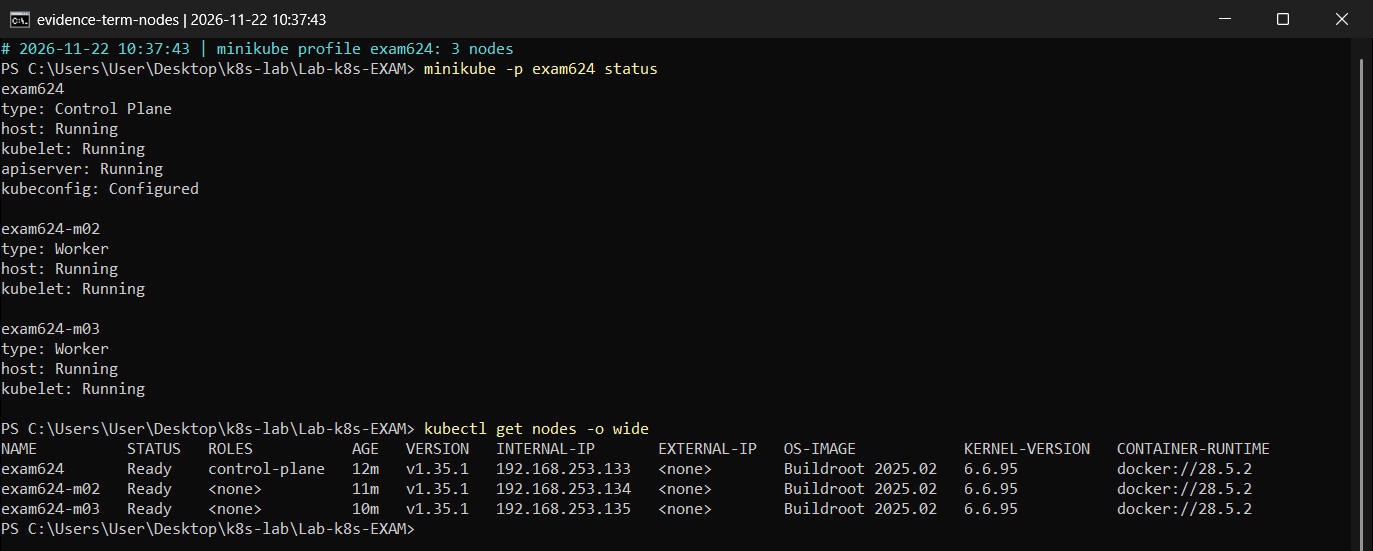 evidence-term-nodes | 2026-11-22 10:37:43
# 2026-11-22 10:37:43 | minikube profile exam624: 3 nodes
PS C:\Users\User\Desktop\k8s-lab\Lab-k8s-EXAM> minikube -p exam624 status
exam624
type: Control Plane
host: Running
kubelet: Running
apiserver: Running
kubeconfig: Configured

exam624-m02
type: Worker
host: Running
kubelet: Running

exam624-m03
type: Worker
host: Running
kubelet: Running

PS C:\Users\User\Desktop\k8s-lab\Lab-k8s-EXAM> kubectl get nodes -o wide
NAME          STATUS   ROLES           AGE   VERSION   INTERNAL-IP       EXTERNAL-IP   OS-IMAGE            KERNEL-VERSION   CONTAINER-RUNTIME
exam624       Ready    control-plane   12m   v1.35.1   192.168.253.133   <none>        Buildroot 2025.02   6.6.95           docker://28.5.2
exam624-m02   Ready    <none>          11m   v1.35.1   192.168.253.134   <none>        Buildroot 2025.02   6.6.95           docker://28.5.2
exam624-m03   Ready    <none>          10m   v1.35.1   192.168.253.135   <none>        Buildroot 2025.02   6.6.95           docker://28.5.2
PS C:\Users\User\Desktop\k8s-lab\Lab-k8s-EXAM>